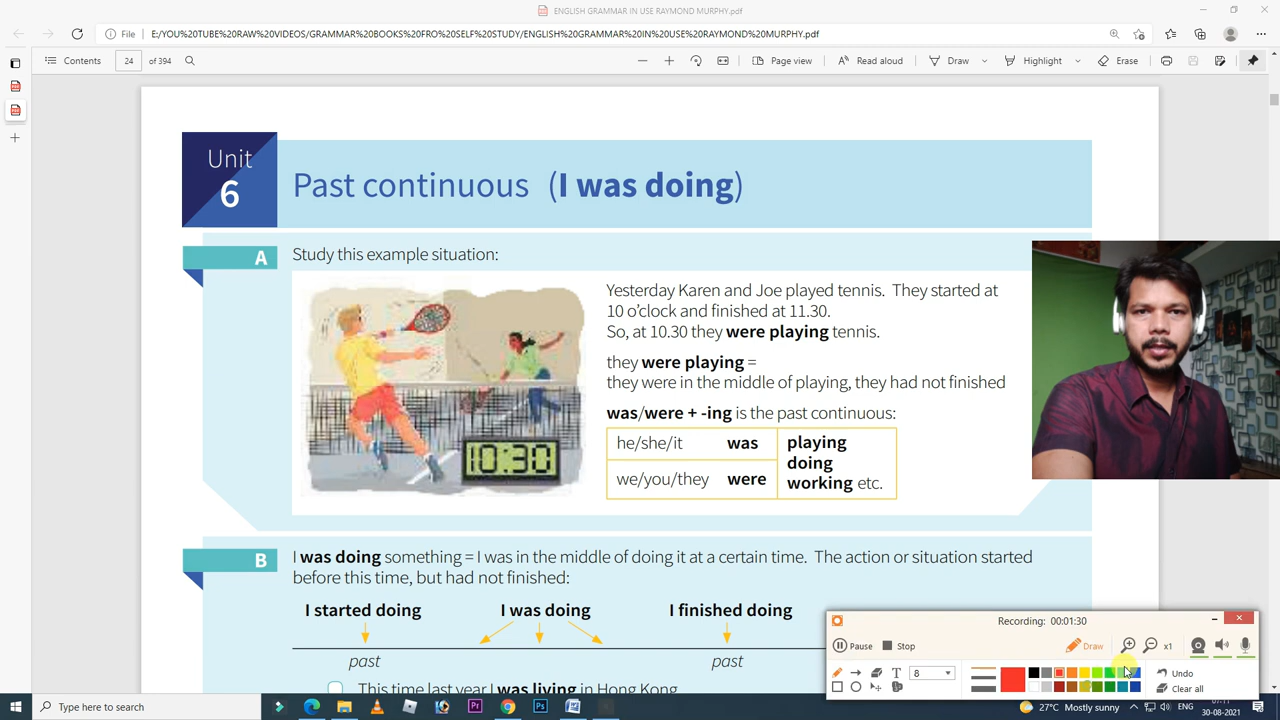 ENGLISH GRAMMAR IN USE RAYMOND MURPHY.pdf
File E:/YOU%20TUBE%20RAW%20VIDEOS/GRAMMAR%20BOOKS%20FRO%20SELF%20STUDY/ENGLISH%20GRAMMAR%20IN%20USE%20RAYMOND%20MURPHY.pdf
Contents 24 of 394 Page view Read aloud Draw Highlight Erase
Unit
6
Past continuous (I was doing)
A
Study this example situation:
Yesterday Karen and Joe played tennis. They started at
10 o'clock and finished at 11.30.
So, at 10.30 they were playing tennis.
they were playing =
they were in the middle of playing, they had not finished
was/were + -ing is the past continuous:
he/she/it was playing
doing
we/you/they were working etc.
10:30
B
I was doing something = I was in the middle of doing it at a certain time. The action or situation started
before this time, but had not finished:
I started doing I was doing I finished doing
past past
This time last year I was living in Hong Kong
Recording: 00:01:30
Pause Stop Draw x1
T 8 Undo
Clear all
Type here to search
27°C Mostly sunny ENG 07:11
30-08-2021